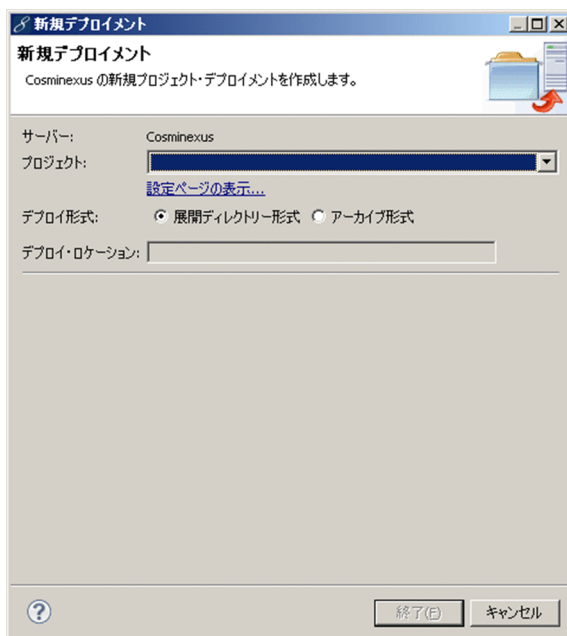 新規デプロイメント
新規デプロイメント
Cosminexus の新規プロジェクト・デプロイメントを作成します。
サーバー: Cosminexus
プロジェクト:
設定ページの表示...
デプロイ形式: 展開ディレクトリー形式 アーカイブ形式
デプロイ・ロケーション:
? 終了(F) キャンセル